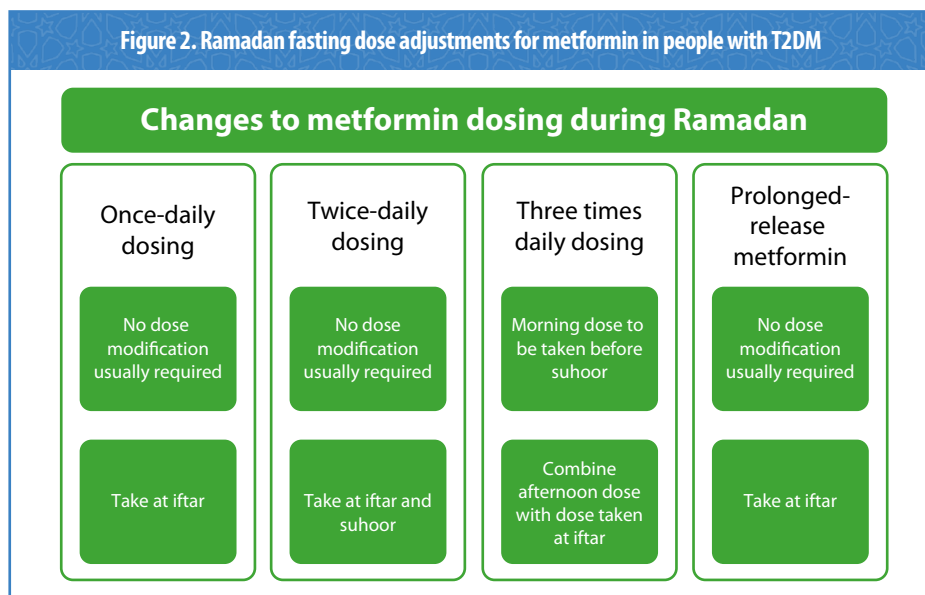 Figure 2. Ramadan fasting dose adjustments for metformin in people with T2DM
Changes to metformin dosing during Ramadan
Once-daily
dosing
No dose
modification
usually required
Take at iftar
Twice-daily
dosing
No dose
modification
usually required
Take at iftar and
suhoor
Three times
daily dosing
Morning dose to
be taken before
suhoor
Combine
afternoon dose
with dose taken
at iftar
Prolonged-
release
metformin
No dose
modification
usually required
Take at iftar